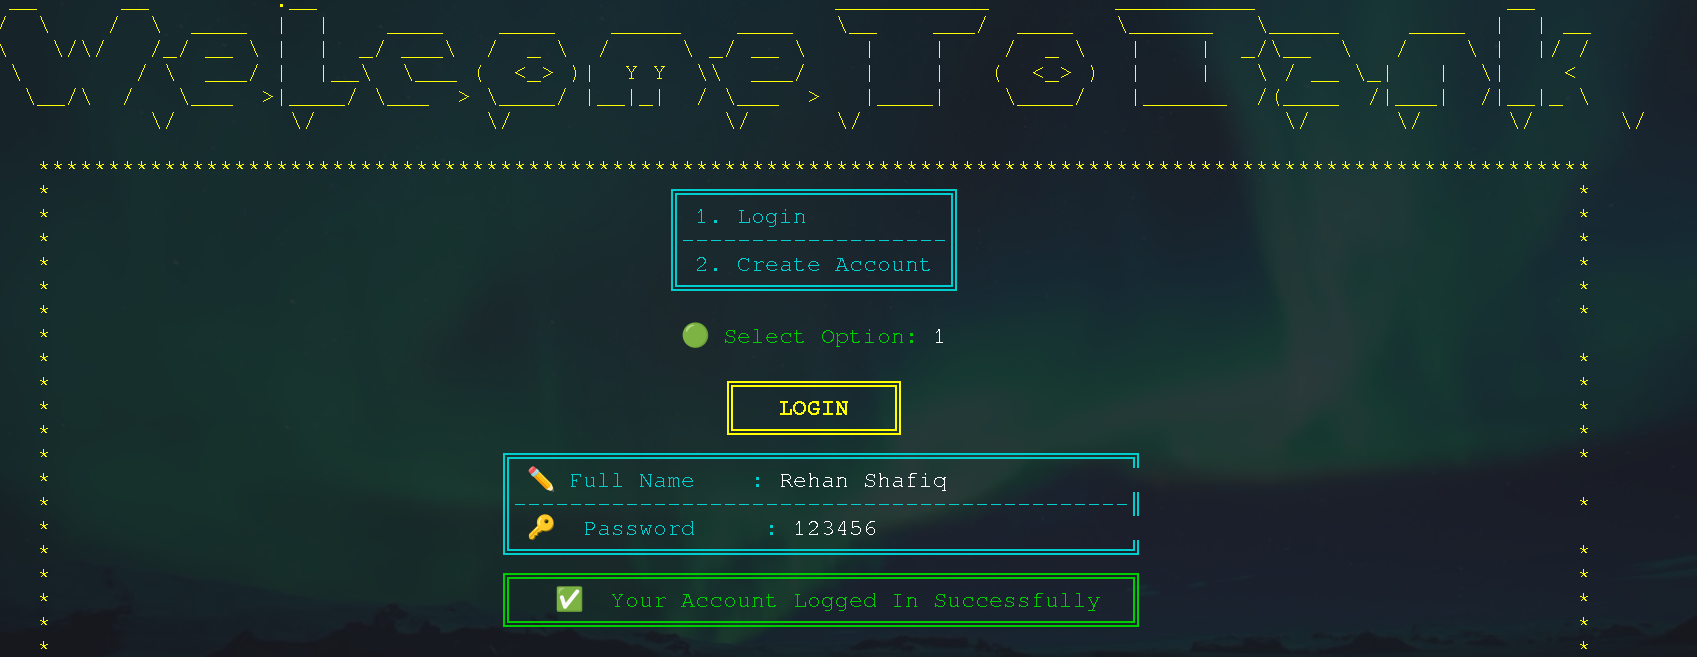 Welcome To Bank
1. Login
2. Create Account
Select Option: 1
LOGIN
Full Name : Rehan Shafiq
Password : 123456
Your Account Logged In Successfully